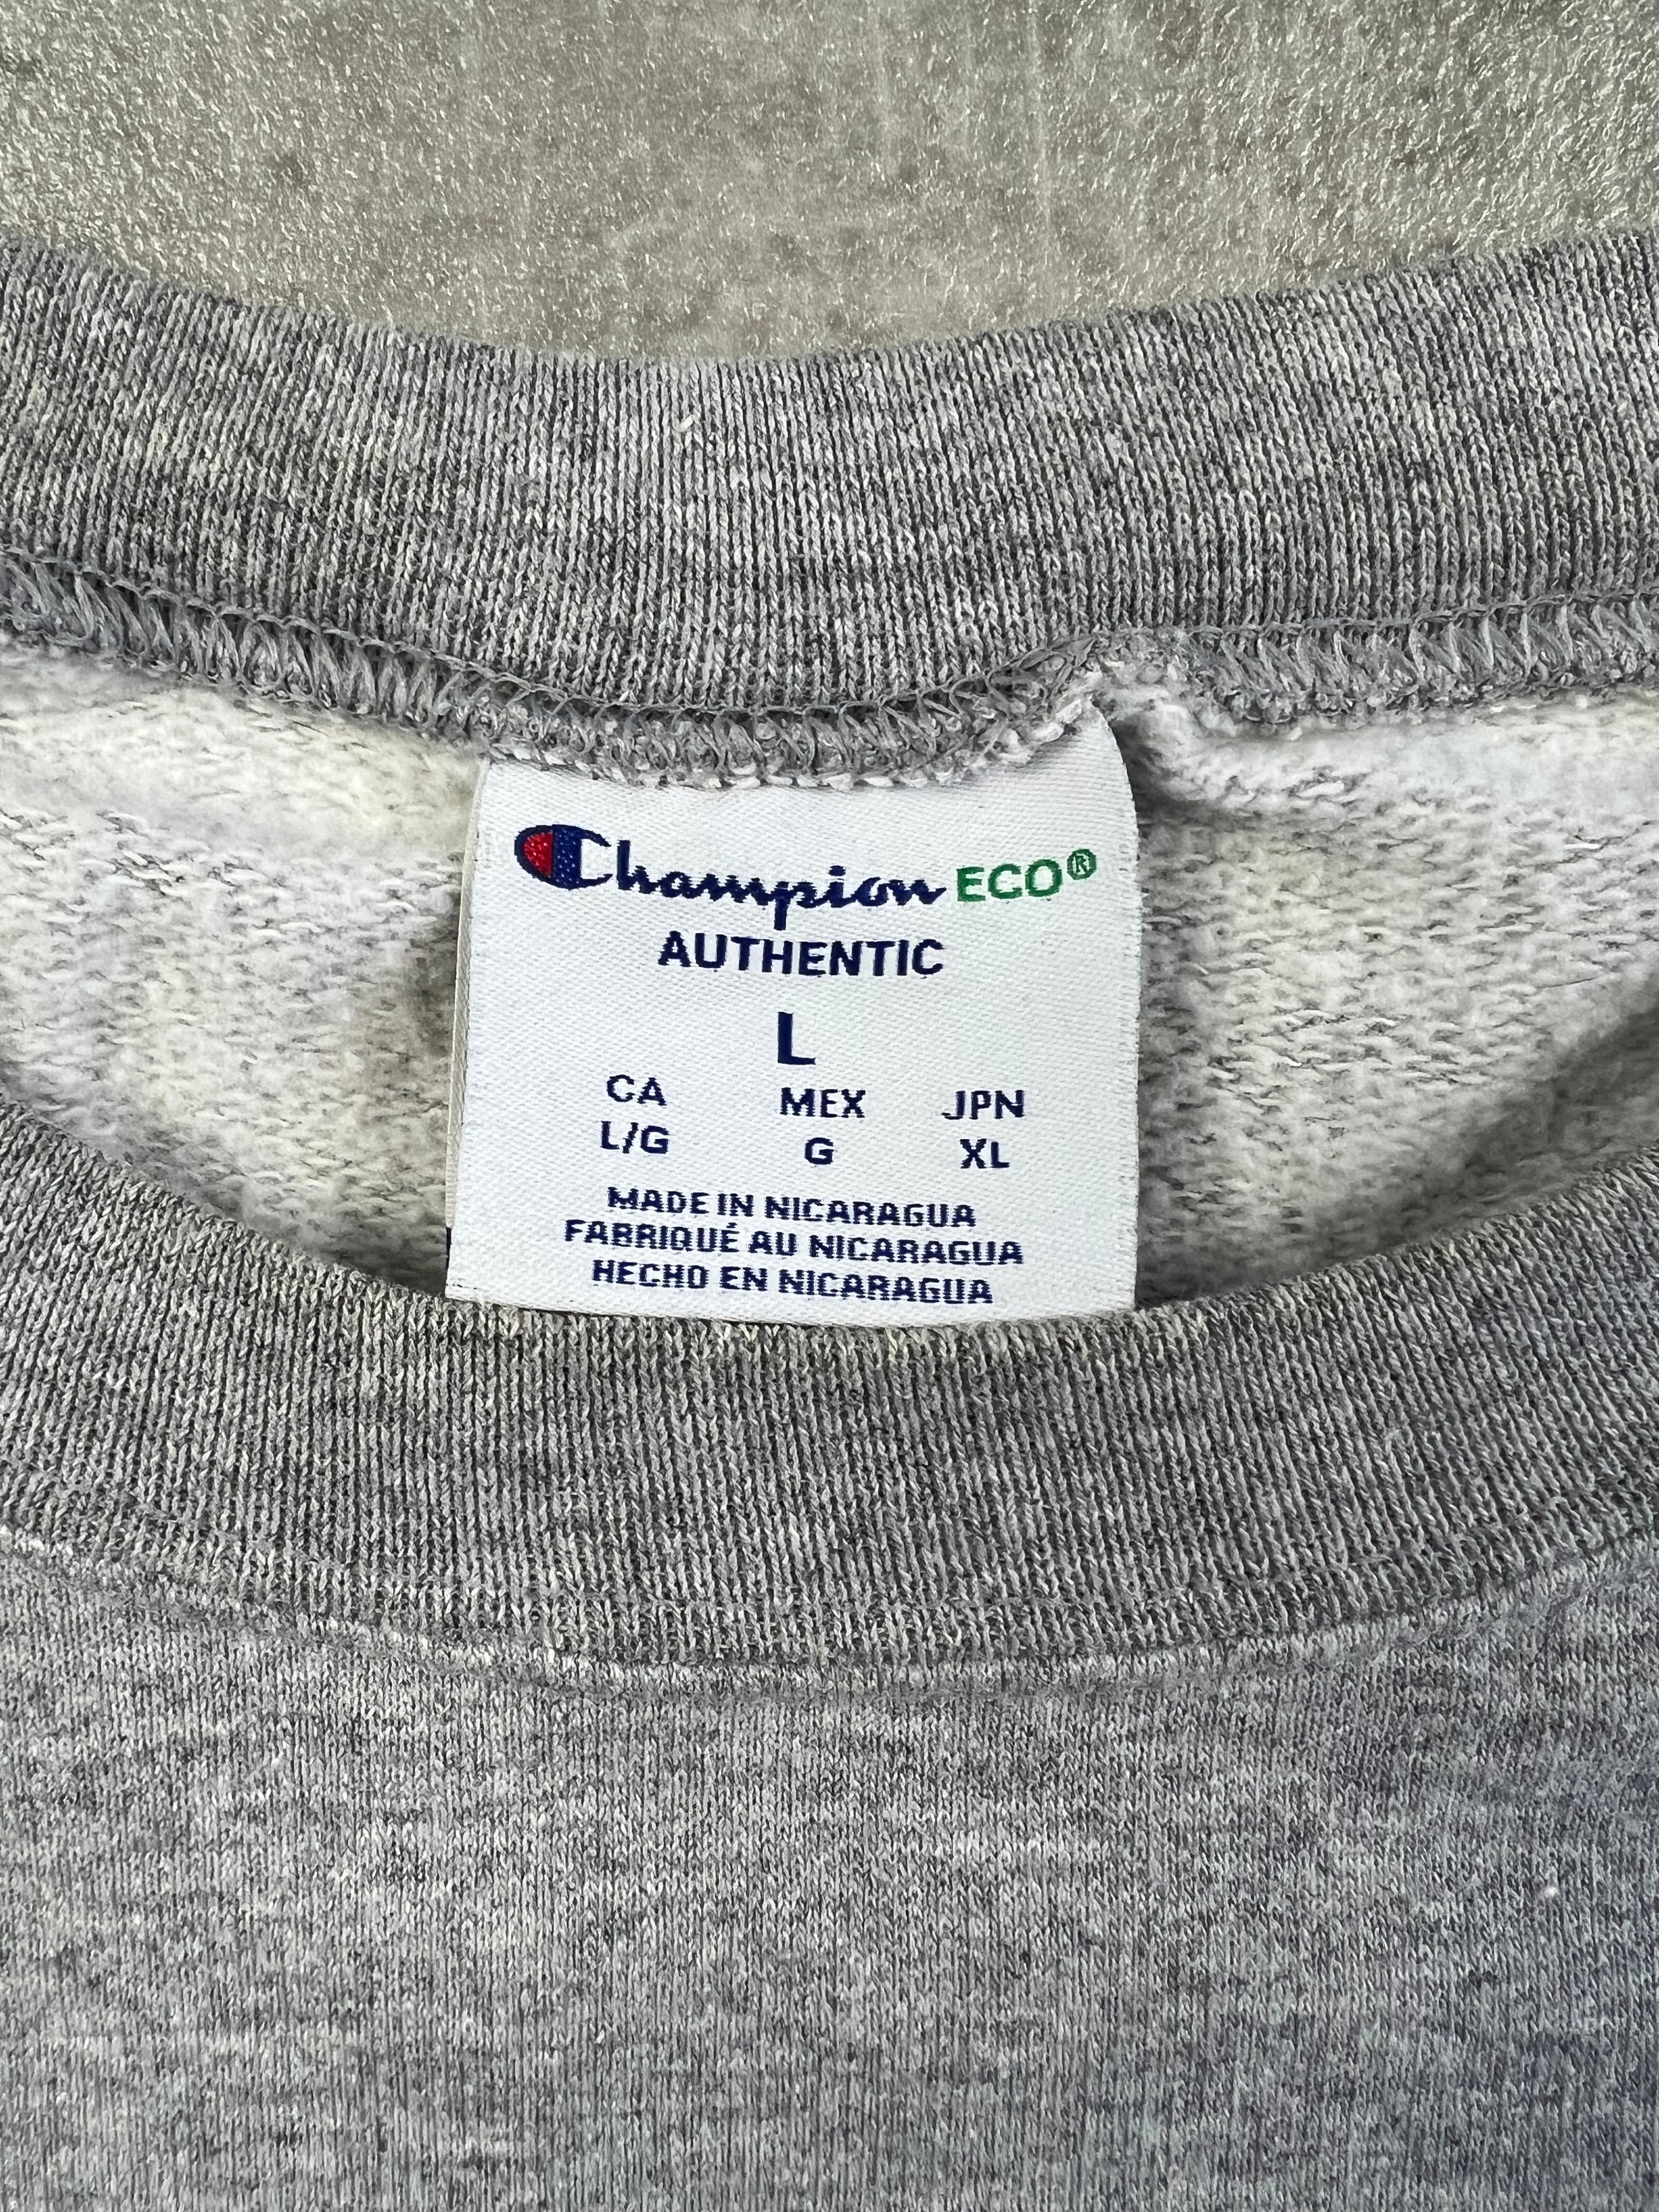 Champion ECO®
AUTHENTIC
L
CA MEX JPN
L/G G XL
MADE IN NICARAGUA
FABRIQUÉ AU NICARAGUA
HECHO EN NICARAGUA